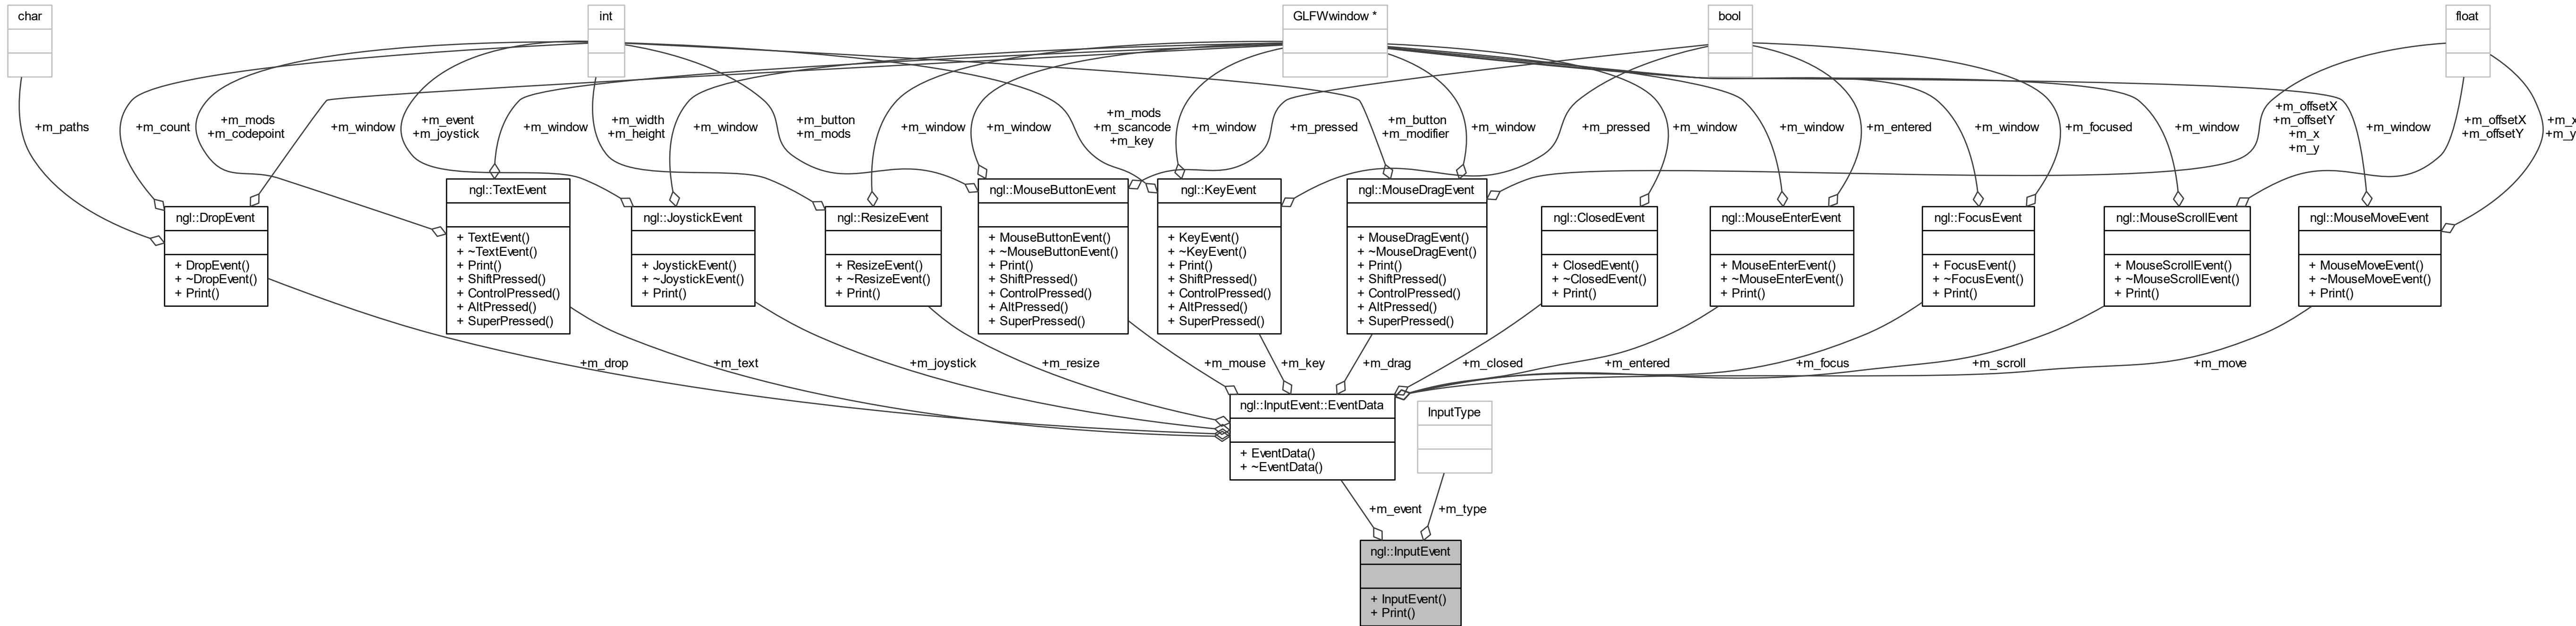 char
int
GLFWwindow *
bool
float
+m_paths
+m_count
+m_mods
+m_codepoint
+m_window
+m_event
+m_joystick
+m_window
+m_width
+m_height
+m_window
+m_button
+m_mods
+m_window
+m_window
+m_mods
+m_scancode
+m_key
+m_window
+m_pressed
+m_button
+m_modifier
+m_window
+m_pressed
+m_window
+m_window
+m_entered
+m_window
+m_focused
+m_window
+m_offsetX
+m_offsetY
+m_x
+m_y
+m_window
+m_offsetX
+m_offsetY
+m_x
+m_y
ngl::DropEvent
+ DropEvent()
+ ~DropEvent()
+ Print()
ngl::TextEvent
+ TextEvent()
+ ~TextEvent()
+ Print()
+ ShiftPressed()
+ ControlPressed()
+ AltPressed()
+ SuperPressed()
ngl::JoystickEvent
+ JoystickEvent()
+ ~JoystickEvent()
+ Print()
ngl::ResizeEvent
+ ResizeEvent()
+ ~ResizeEvent()
+ Print()
ngl::MouseButtonEvent
+ MouseButtonEvent()
+ ~MouseButtonEvent()
+ Print()
+ ShiftPressed()
+ ControlPressed()
+ AltPressed()
+ SuperPressed()
ngl::KeyEvent
+ KeyEvent()
+ ~KeyEvent()
+ Print()
+ ShiftPressed()
+ ControlPressed()
+ AltPressed()
+ SuperPressed()
ngl::MouseDragEvent
+ MouseDragEvent()
+ ~MouseDragEvent()
+ Print()
+ ShiftPressed()
+ ControlPressed()
+ AltPressed()
+ SuperPressed()
ngl::ClosedEvent
+ ClosedEvent()
+ ~ClosedEvent()
+ Print()
ngl::MouseEnterEvent
+ MouseEnterEvent()
+ ~MouseEnterEvent()
+ Print()
ngl::FocusEvent
+ FocusEvent()
+ ~FocusEvent()
+ Print()
ngl::MouseScrollEvent
+ MouseScrollEvent()
+ ~MouseScrollEvent()
+ Print()
ngl::MouseMoveEvent
+ MouseMoveEvent()
+ ~MouseMoveEvent()
+ Print()
+m_drop
+m_text
+m_joystick
+m_resize
+m_mouse
+m_key
+m_drag
+m_closed
+m_entered
+m_focus
+m_scroll
+m_move
ngl::InputEvent::EventData
+ EventData()
+ ~EventData()
InputType
+m_event
+m_type
ngl::InputEvent
+ InputEvent()
+ Print()